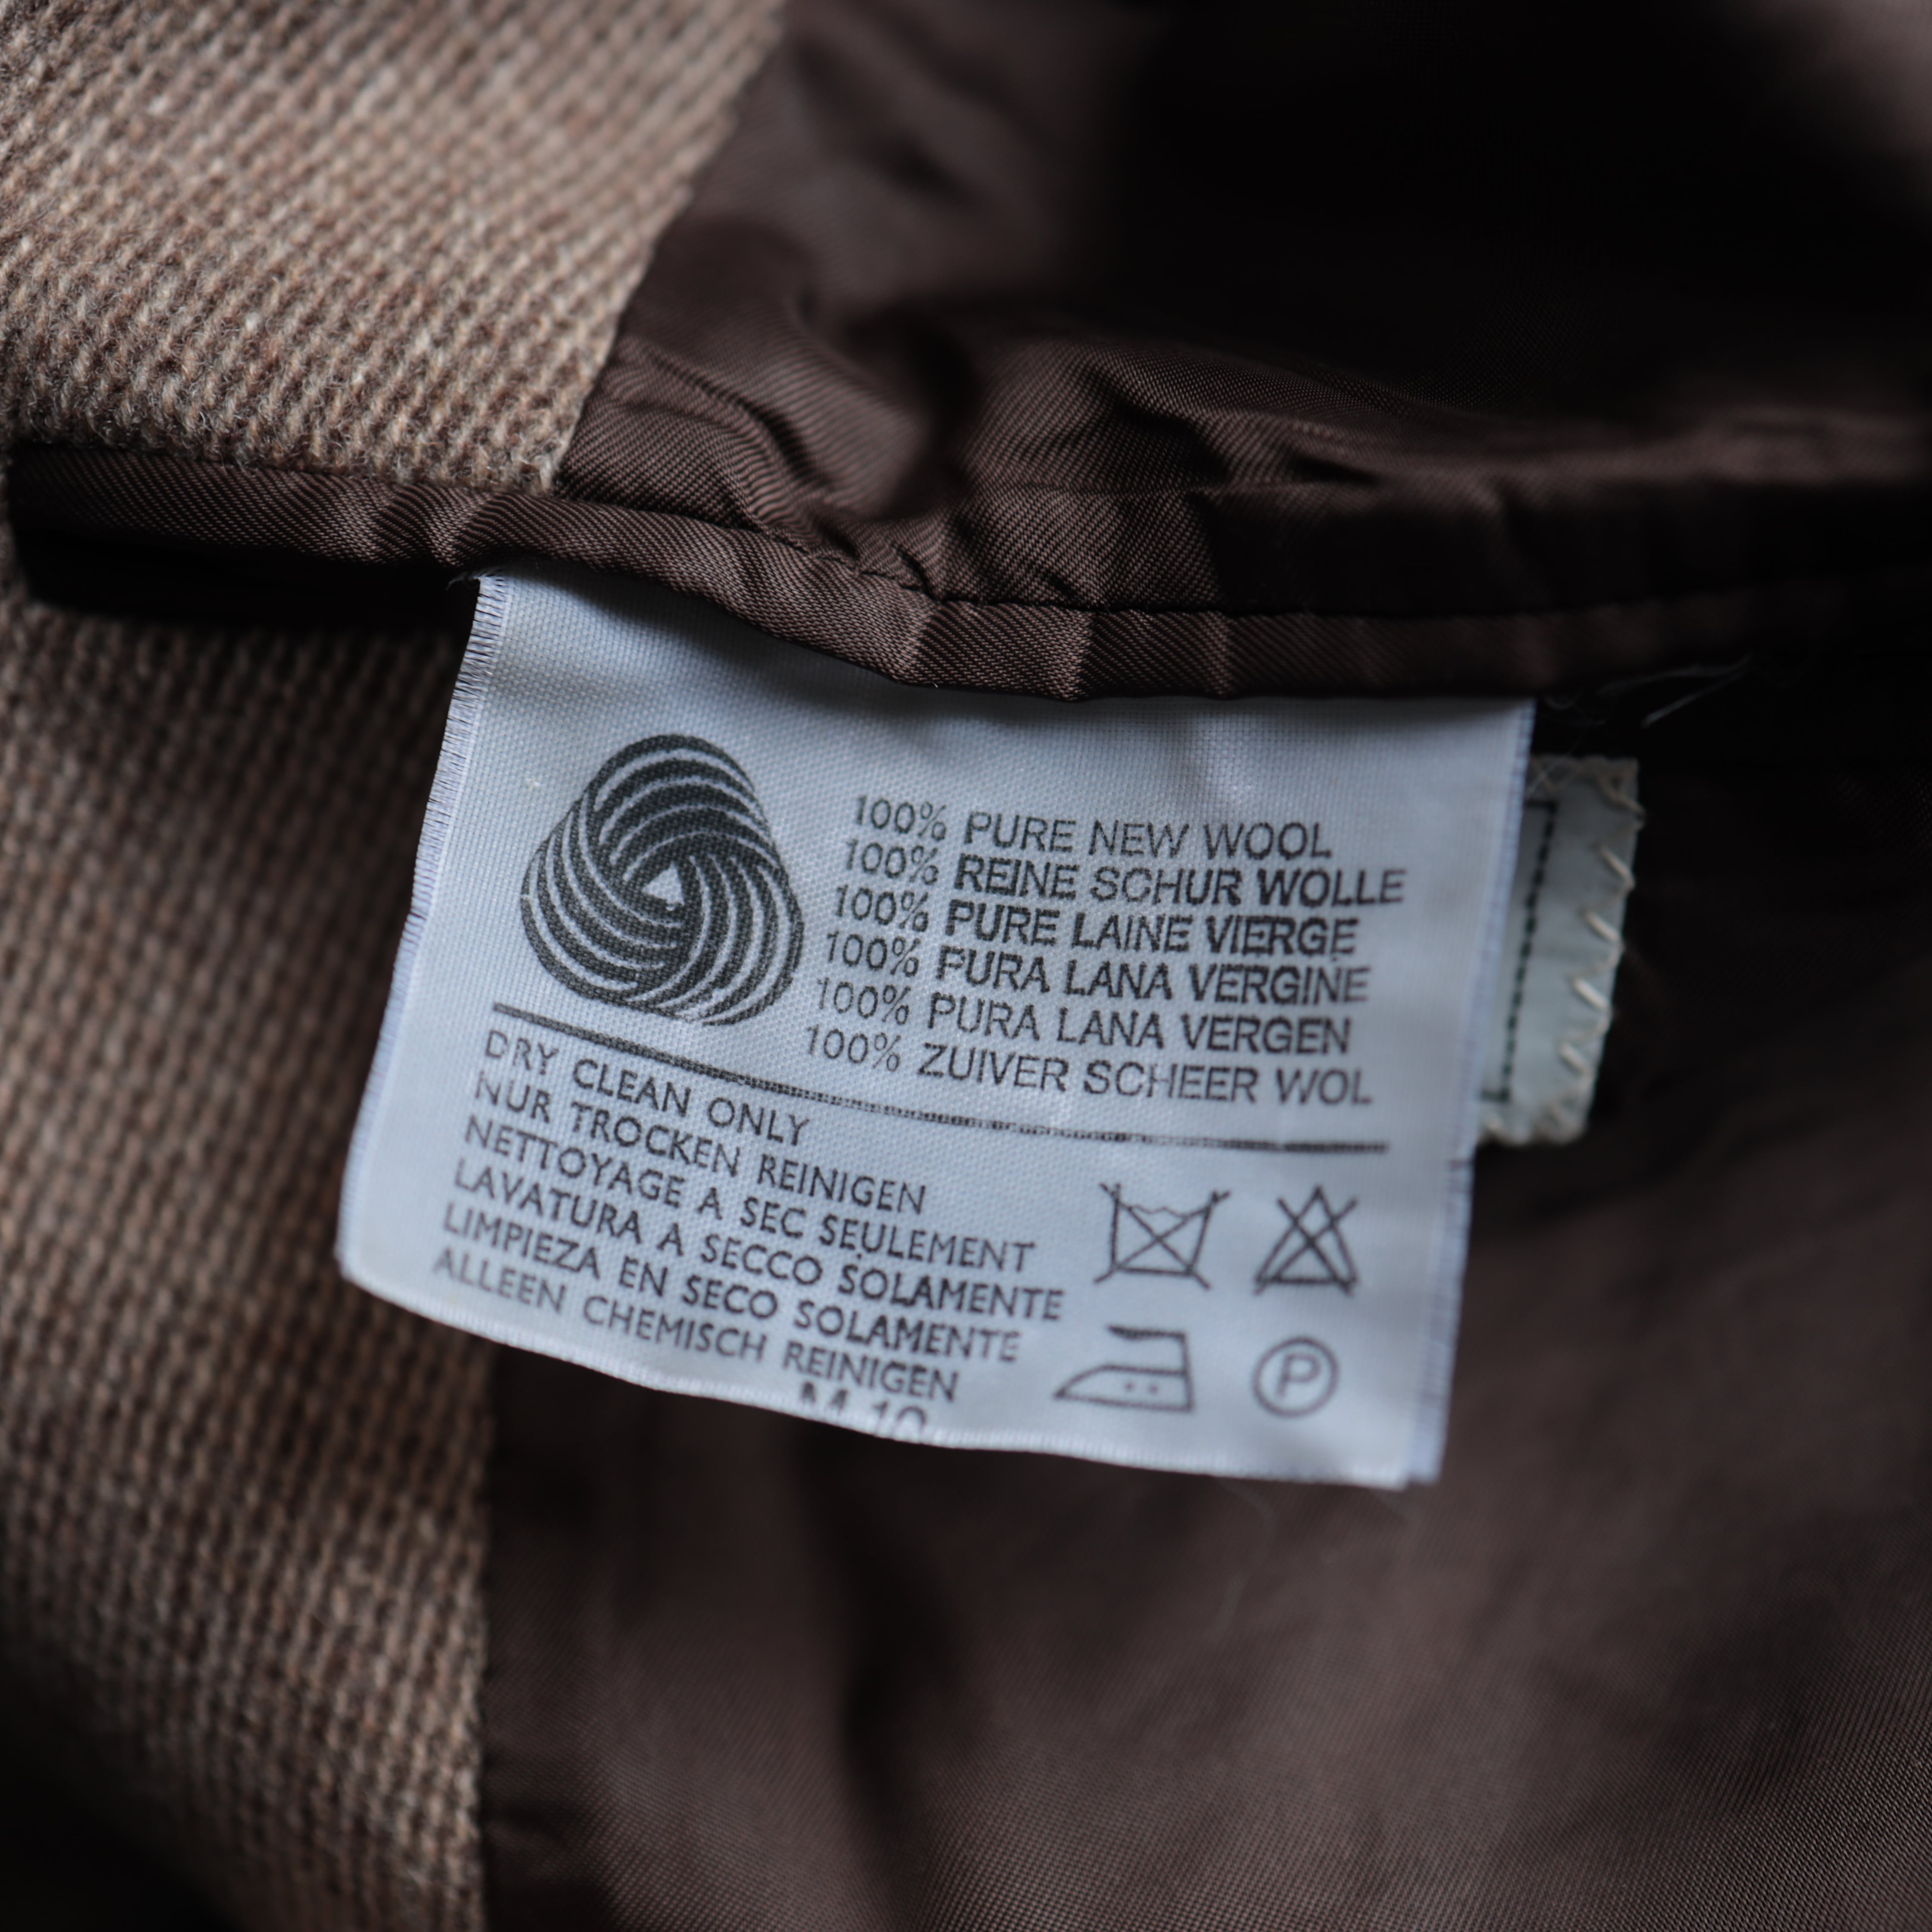 100% PURE NEW WOOL
100% REINE SCHUR WOLLE
100% PURE LAINE VIERGE
100% PURA LANA VERGINE
100% PURA LANA VERGEN
100% ZUIVER SCHEER WOL
DRY CLEAN ONLY
NUR TROCKEN REINIGEN
NETTOYAGE A SEC SEULEMENT
LAVATURA A SECCO SOLAMENTE
LIMPIEZA EN SECO SOLAMENTE
ALLEEN CHEMISCH REINIGEN
P